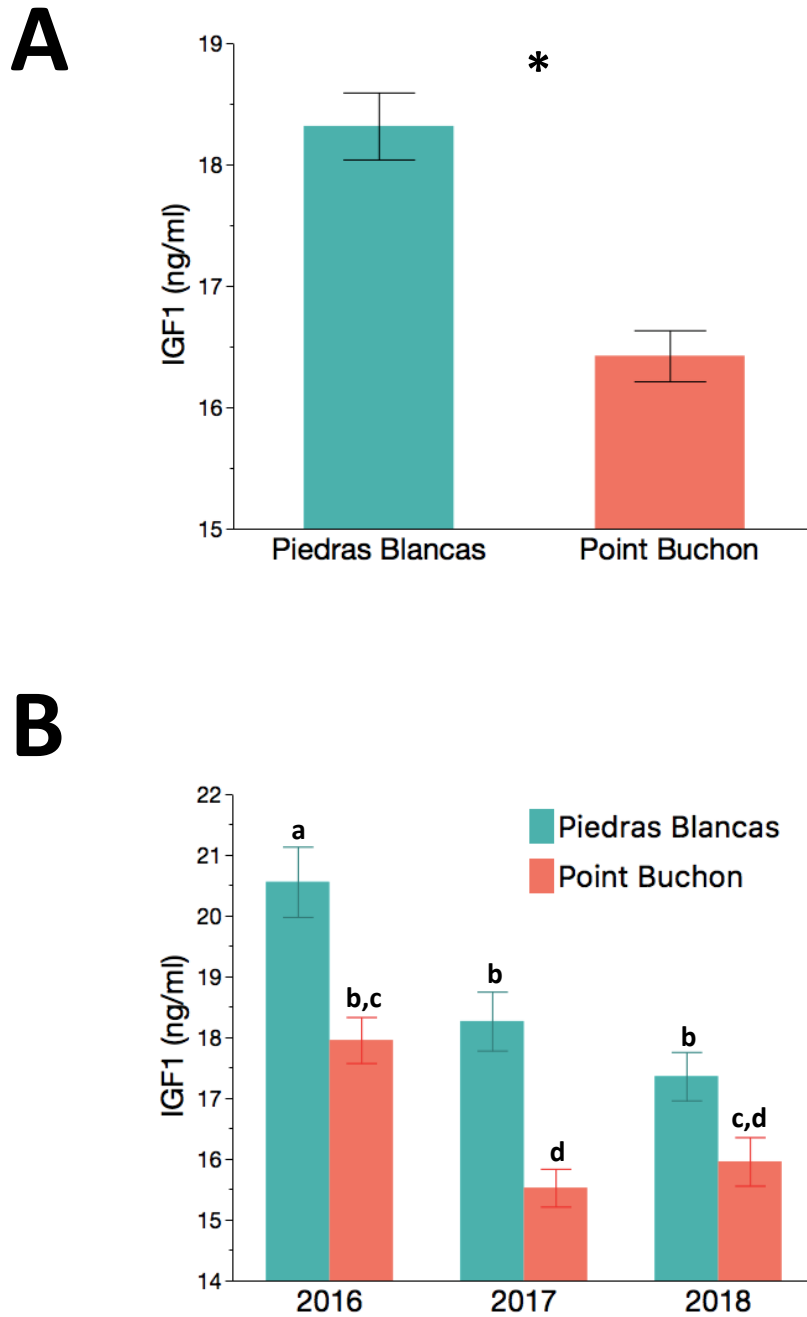 A
*
19
18
17
16
15
IGF1 (ng/ml)
Piedras Blancas Point Buchon
B
22
21
20
19
18
17
16
15
14
IGF1 (ng/ml)
Piedras Blancas
Point Buchon
a
b,c
b
d
b
c,d
2016 2017 2018